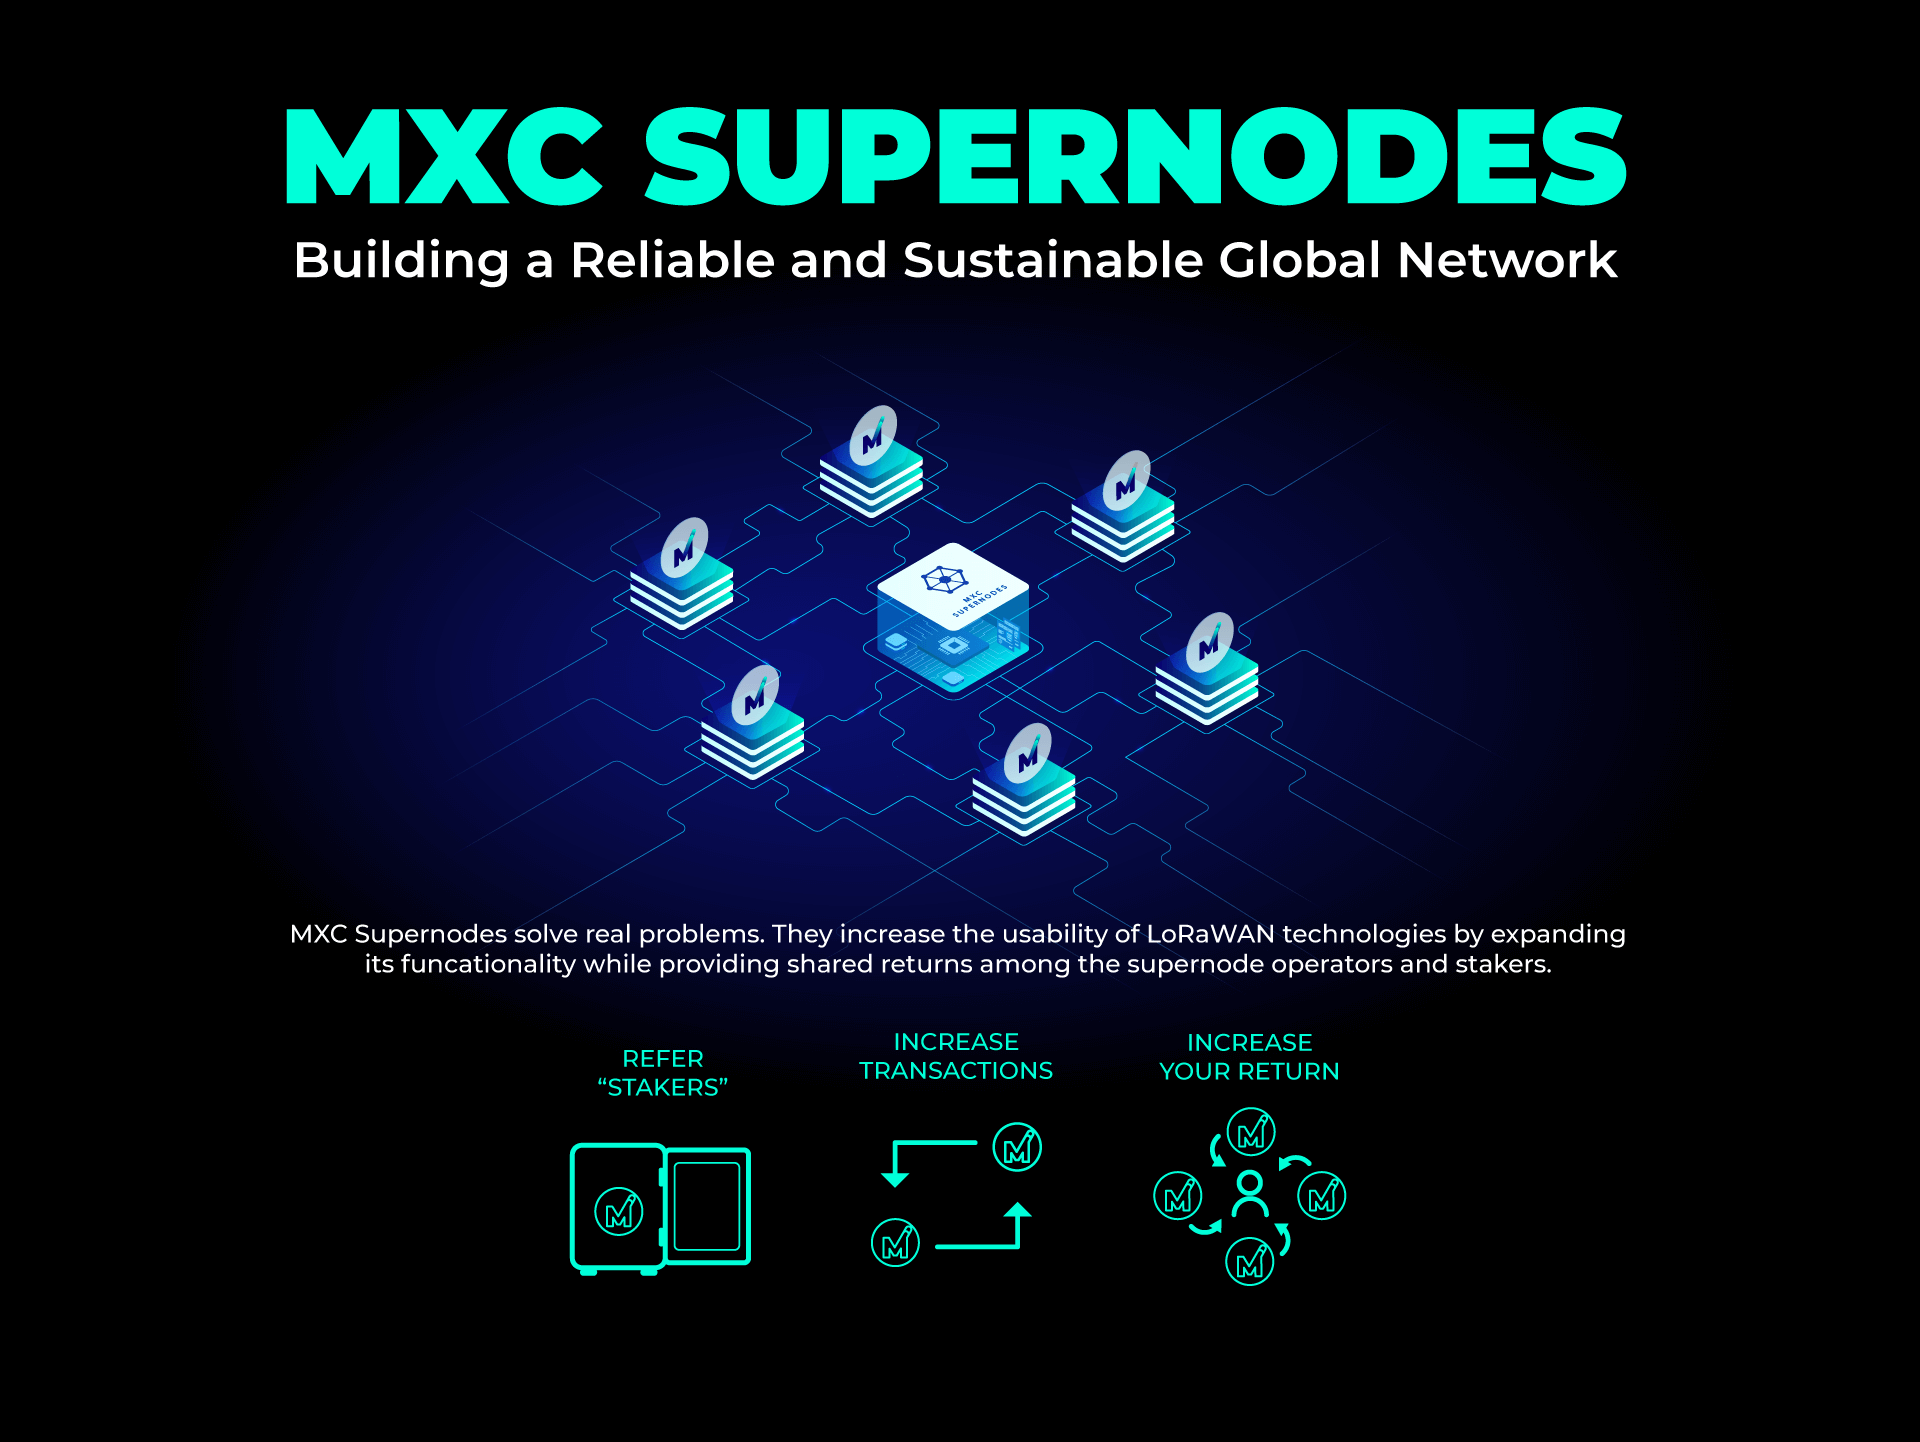 MXC SUPERNODES
Building a Reliable and Sustainable Global Network
MXC
SUPERNODES
MXC Supernodes solve real problems. They increase the usability of LoRaWAN technologies by expanding
its funcationality while providing shared returns among the supernode operators and stakers.
REFER
“STAKERS”
INCREASE
TRANSACTIONS
INCREASE
YOUR RETURN